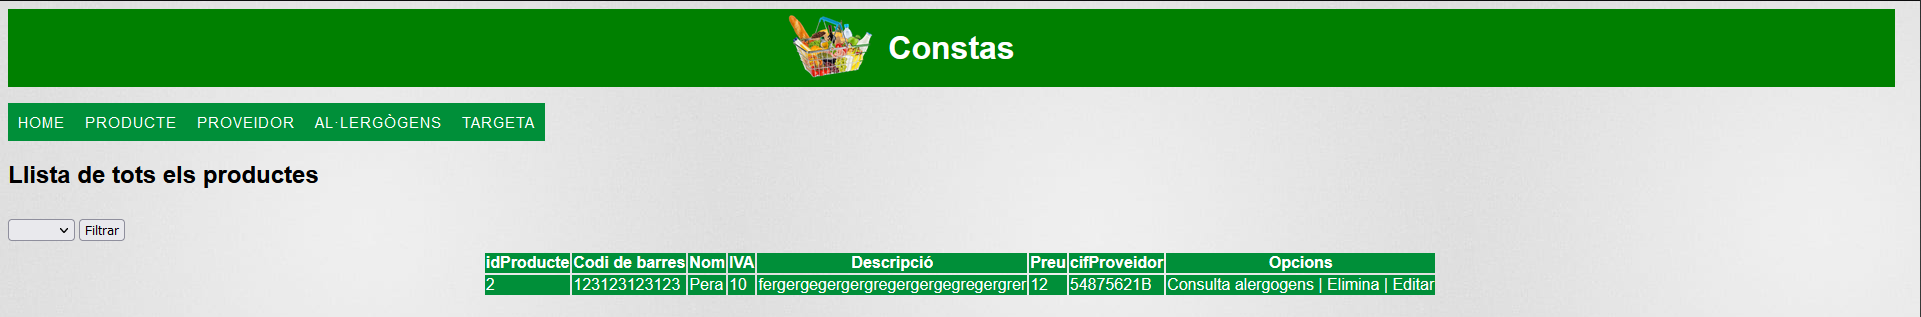 Constas
HOME PRODUCTE PROVEIDOR AL·LERGÒGENS TARGETA
Llista de tots els productes
Filtrar
idProducte Codi de barres Nom IVA Descripció Preu cifProveidor Opcions
2 123123123123 Pera 10 fergergegergergregergergegregergrer 12 54875621B Consulta alergogens | Elimina | Editar